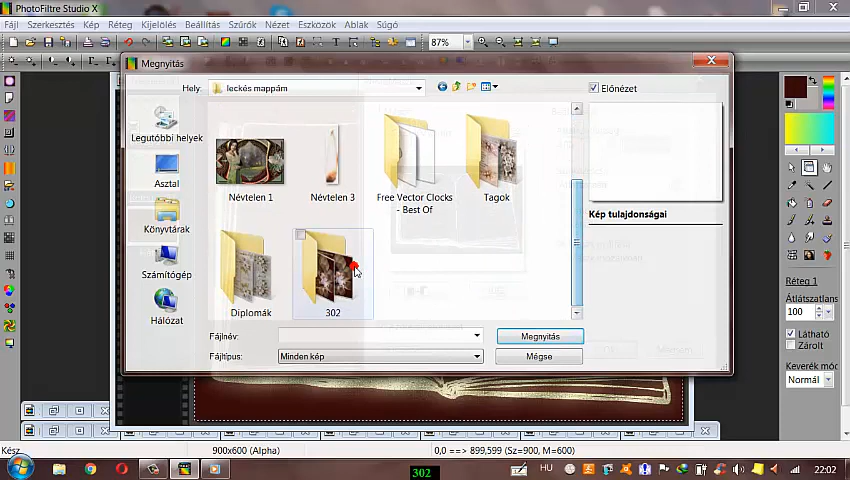 PhotoFiltre Studio X
Fájl Szerkesztés Kép Réteg Kijelölés Beállítás Szűrők Nézet Eszközök Ablak Súgó
87%
Megnyitás
Hely: leckés mappám
Előnézet
Legutóbbi helyek
Asztal
Könyvtárak
Számítógép
Hálózat
Névtelen 1
Névtelen 3
Free Vector Clocks
- Best Of
Tagok
Diplomák
302
Kép tulajdonságai
Fájlnév:
Megnyitás
Fájltípus: Minden kép
Mégse
Réteg 1
Átlátszatlans
100
Látható
Zárolt
Keverék móc
Normál
Kész
900x600 (Alpha)
0,0 ==> 899,599 (Sz=900, M=600)
302
HU
22:02